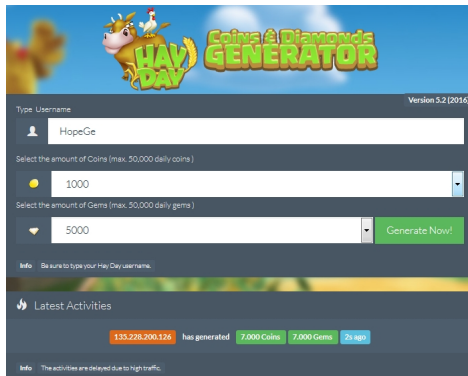 HAY DAY
Coins & Diamonds
GENERATOR
Version 5.2 (2016)
Type Username
HopeGe
Select the amount of Coins (max. 50,000 daily coins )
1000
Select the amount of Gems (max. 50,000 daily gems )
5000
Generate Now!
Info Be sure to type your Hay Day username.
Latest Activities
135.228.200.126 has generated 7.000 Coins 7.000 Gems 2s ago
Info The activities are delayed due to high traffic.